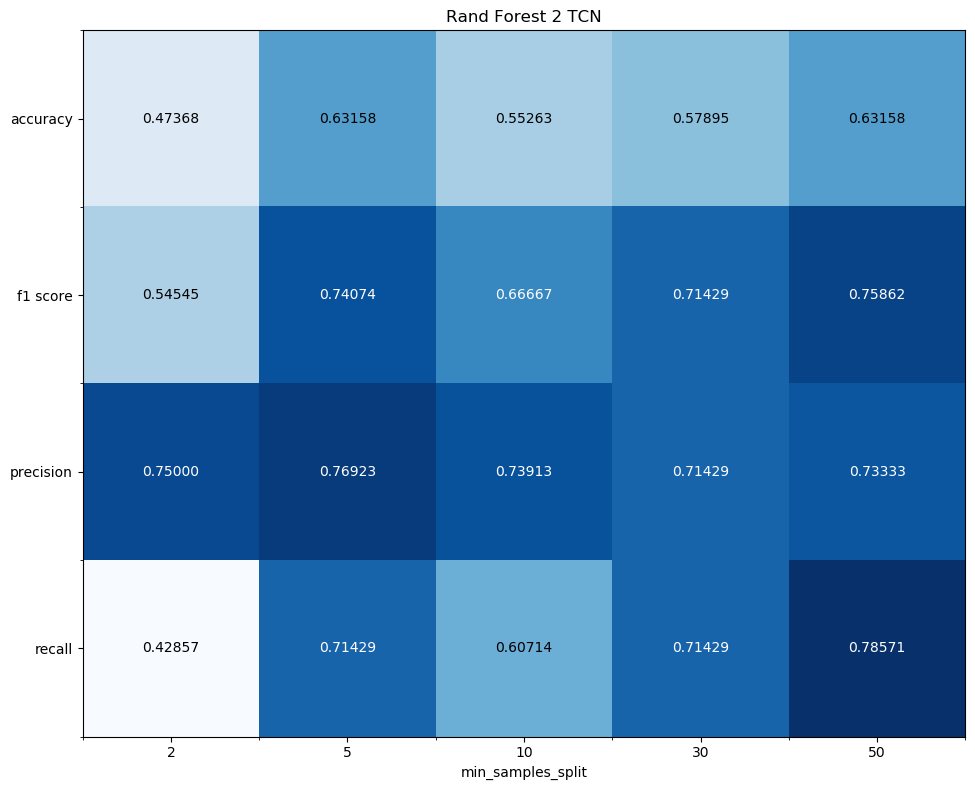 Rand Forest 2 TCN
accuracy 0.47368 0.63158 0.55263 0.57895 0.63158
f1 score 0.54545 0.74074 0.66667 0.71429 0.75862
precision 0.75000 0.76923 0.73913 0.71429 0.73333
recall 0.42857 0.71429 0.60714 0.71429 0.78571
2 5 10 30 50
min_samples_split